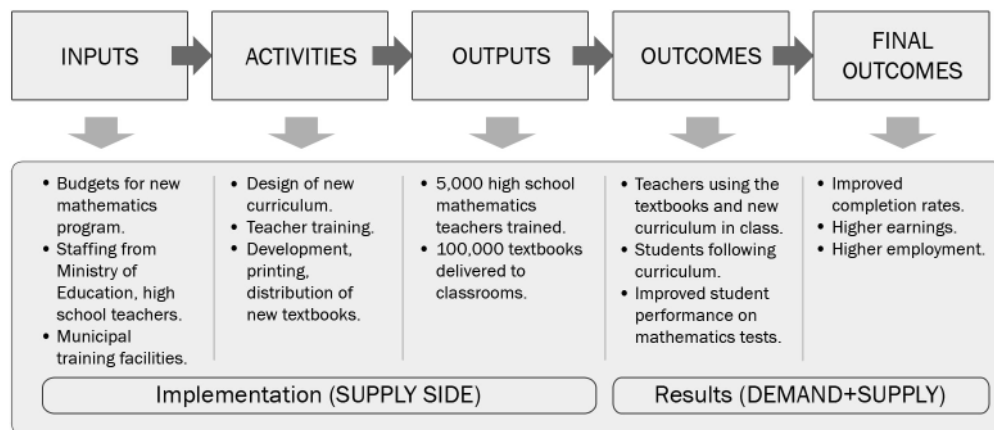 INPUTS
ACTIVITIES
OUTPUTS
OUTCOMES
FINAL
OUTCOMES
• Budgets for new
mathematics
program.
• Staffing from
Ministry of
Education, high
school teachers.
• Municipal
training facilities.
• Design of new
curriculum.
• Teacher training.
• Development,
printing,
distribution of
new textbooks.
• 5,000 high school
mathematics
teachers trained.
• 100,000 textbooks
delivered to
classrooms.
• Teachers using the
textbooks and new
curriculum in class.
• Students following
curriculum.
• Improved student
performance on
mathematics tests.
• Improved
completion rates.
• Higher earnings.
• Higher employment.
Implementation (SUPPLY SIDE)
Results (DEMAND+SUPPLY)